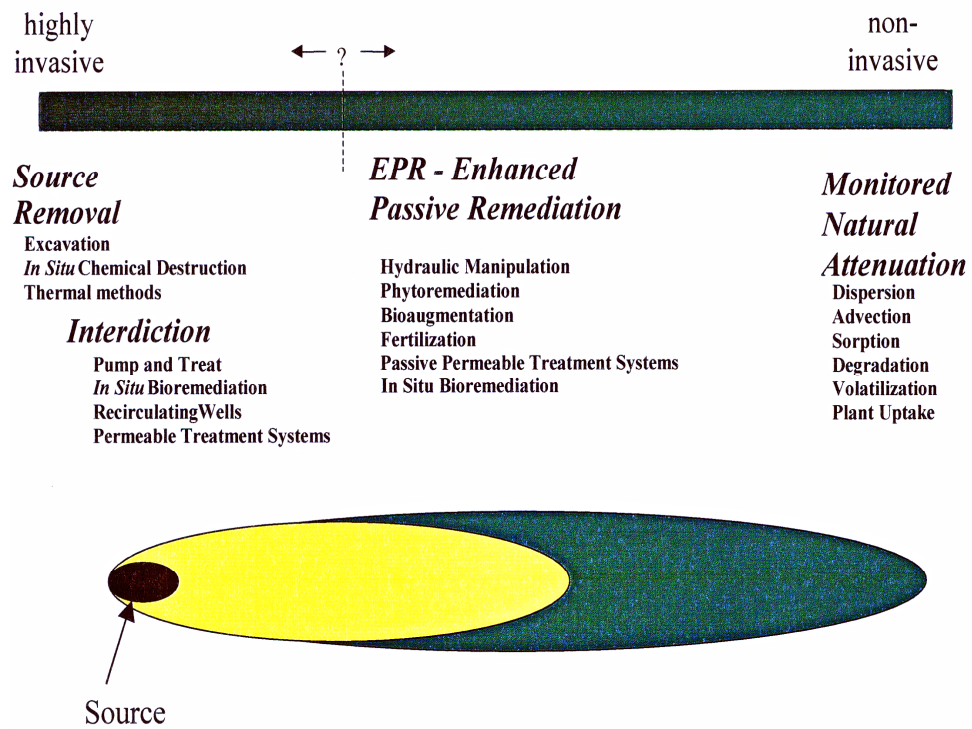 highly
invasive
?
non-
invasive
Source
Removal
Excavation
In Situ Chemical Destruction
Thermal methods
Interdiction
Pump and Treat
In Situ Bioremediation
RecirculatingWells
Permeable Treatment Systems
EPR - Enhanced
Passive Remediation
Hydraulic Manipulation
Phytoremediation
Bioaugmentation
Fertilization
Passive Permeable Treatment Systems
In Situ Bioremediation
Monitored
Natural
Attenuation
Dispersion
Advection
Sorption
Degradation
Volatilization
Plant Uptake
Source